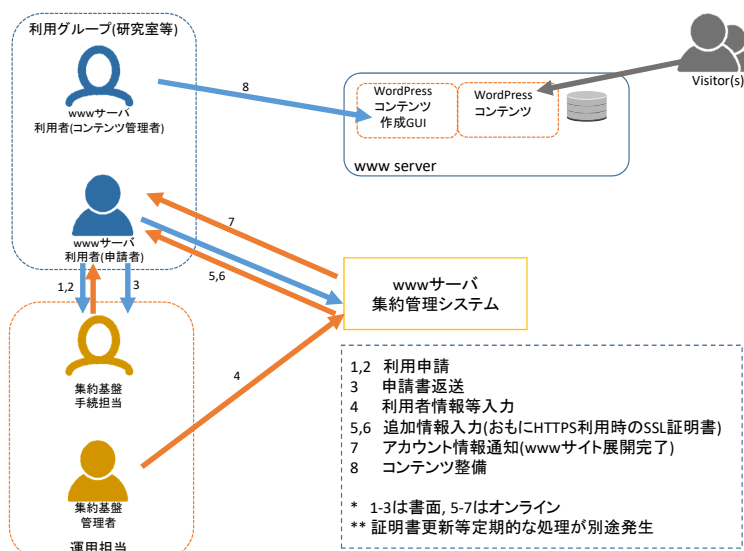 利用グループ(研究室等)
wwwサーバ
利用者(コンテンツ管理者)
8
WordPress
コンテンツ
作成GUI
WordPress
コンテンツ
www server
Visitor(s)
wwwサーバ
利用者(申請者)
7
5,6
1,2
3
wwwサーバ
集約管理システム
集約基盤
手続担当
4
集約基盤
管理者
運用担当
1,2 利用申請
3 申請書返送
4 利用者情報等入力
5,6 追加情報入力(おもにHTTPS利用時のSSL証明書)
7 アカウント情報通知(wwwサイト展開完了)
8 コンテンツ整備
* 1-3は書面, 5-7はオンライン
** 証明書更新等定期的な処理が別途発生